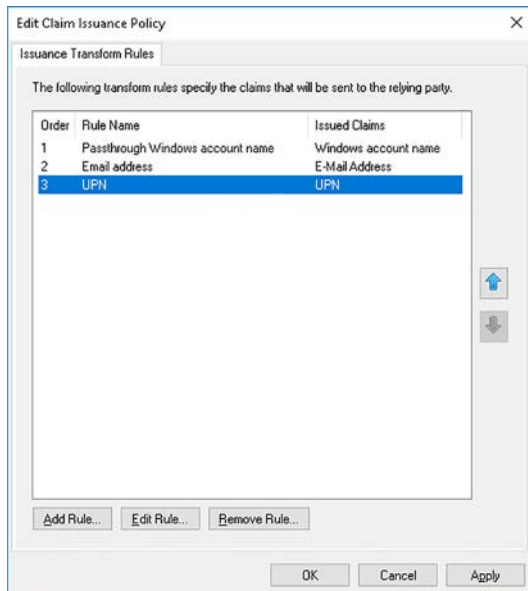 Edit Claim Issuance Policy
Issuance Transform Rules
The following transform rules specify the claims that will be sent to the relying party.
Order Rule Name Issued Claims
1 Passthrough Windows account name Windows account name
2 Email address E-Mail Address
3 UPN UPN
Add Rule... Edit Rule... Remove Rule...
OK Cancel Apply